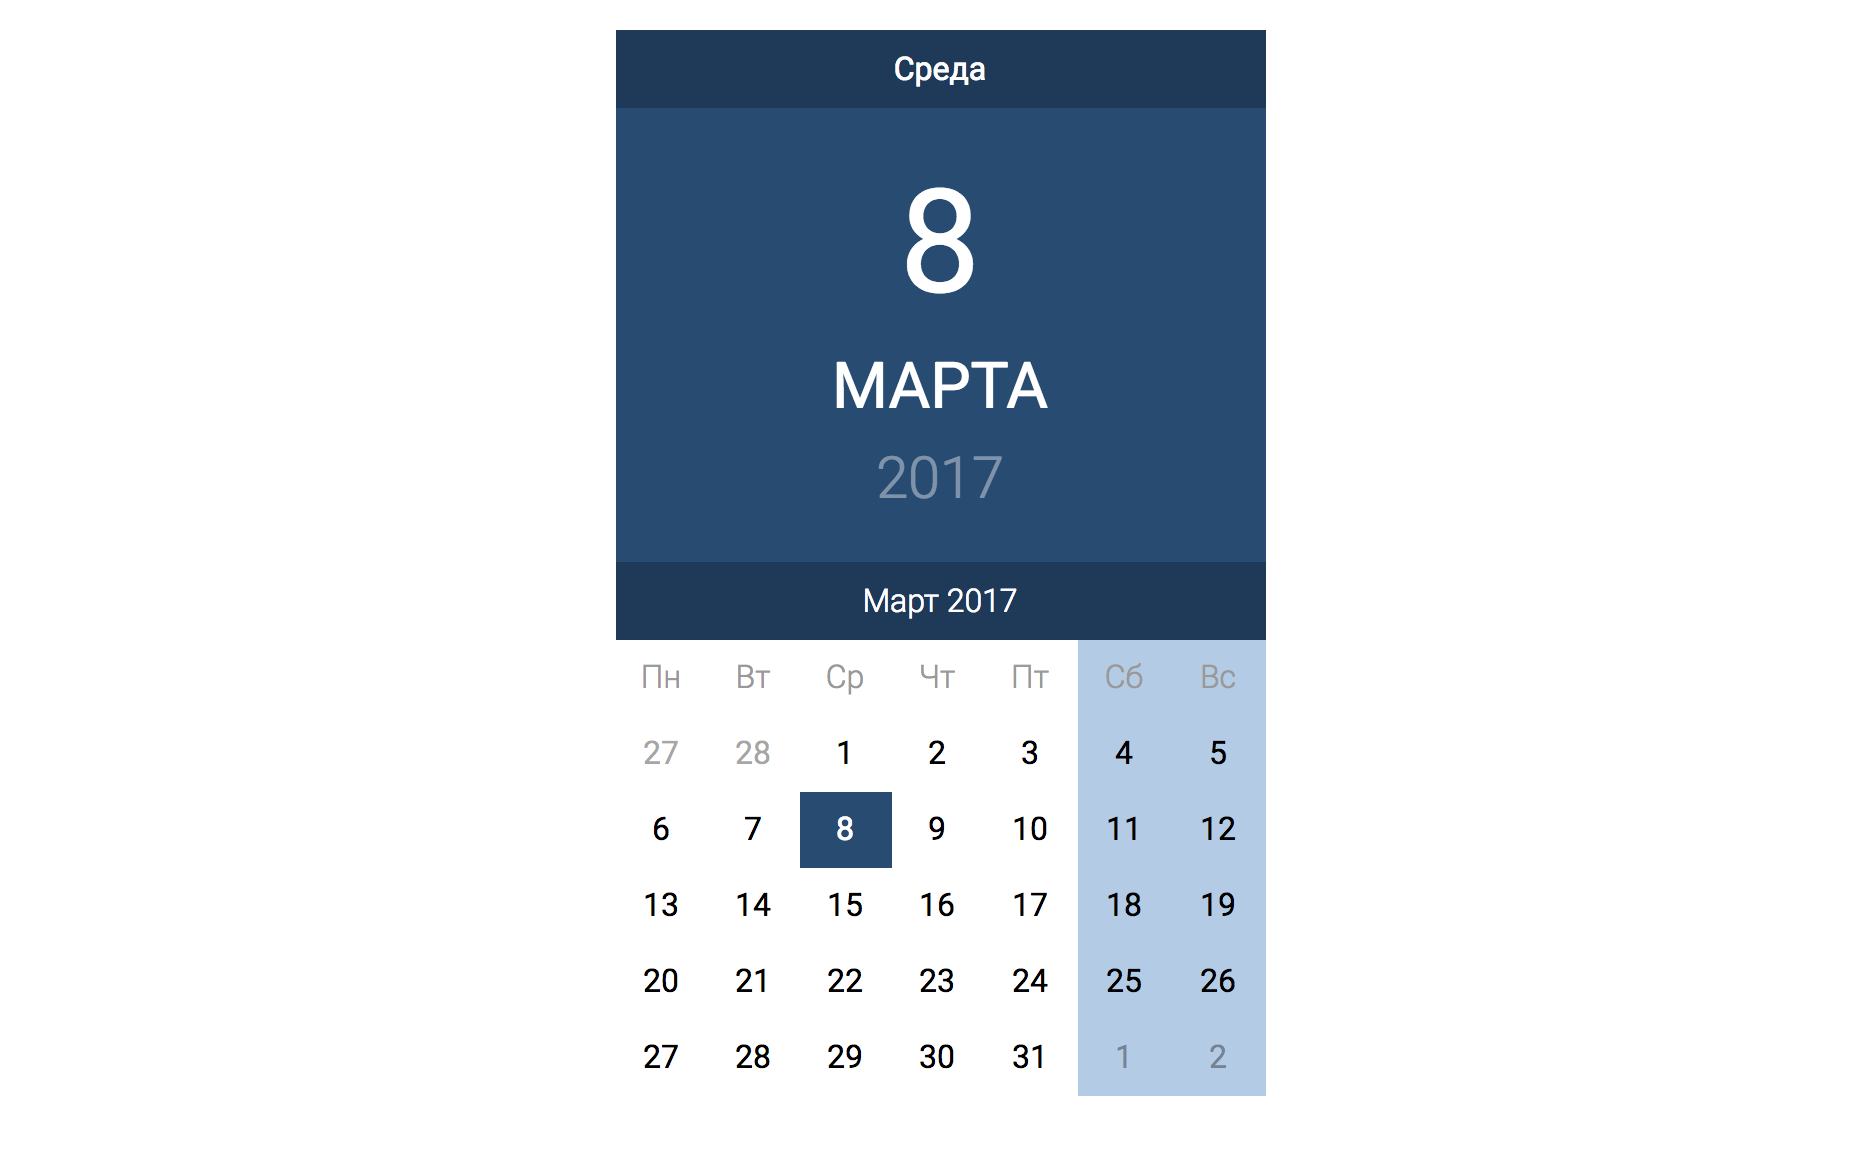 Среда
8
МАРТА
2017
Март 2017
Пн Вт Ср Чт Пт Сб Вс
27 28 1 2 3 4 5
6 7 8 9 10 11 12
13 14 15 16 17 18 19
20 21 22 23 24 25 26
27 28 29 30 31 1 2